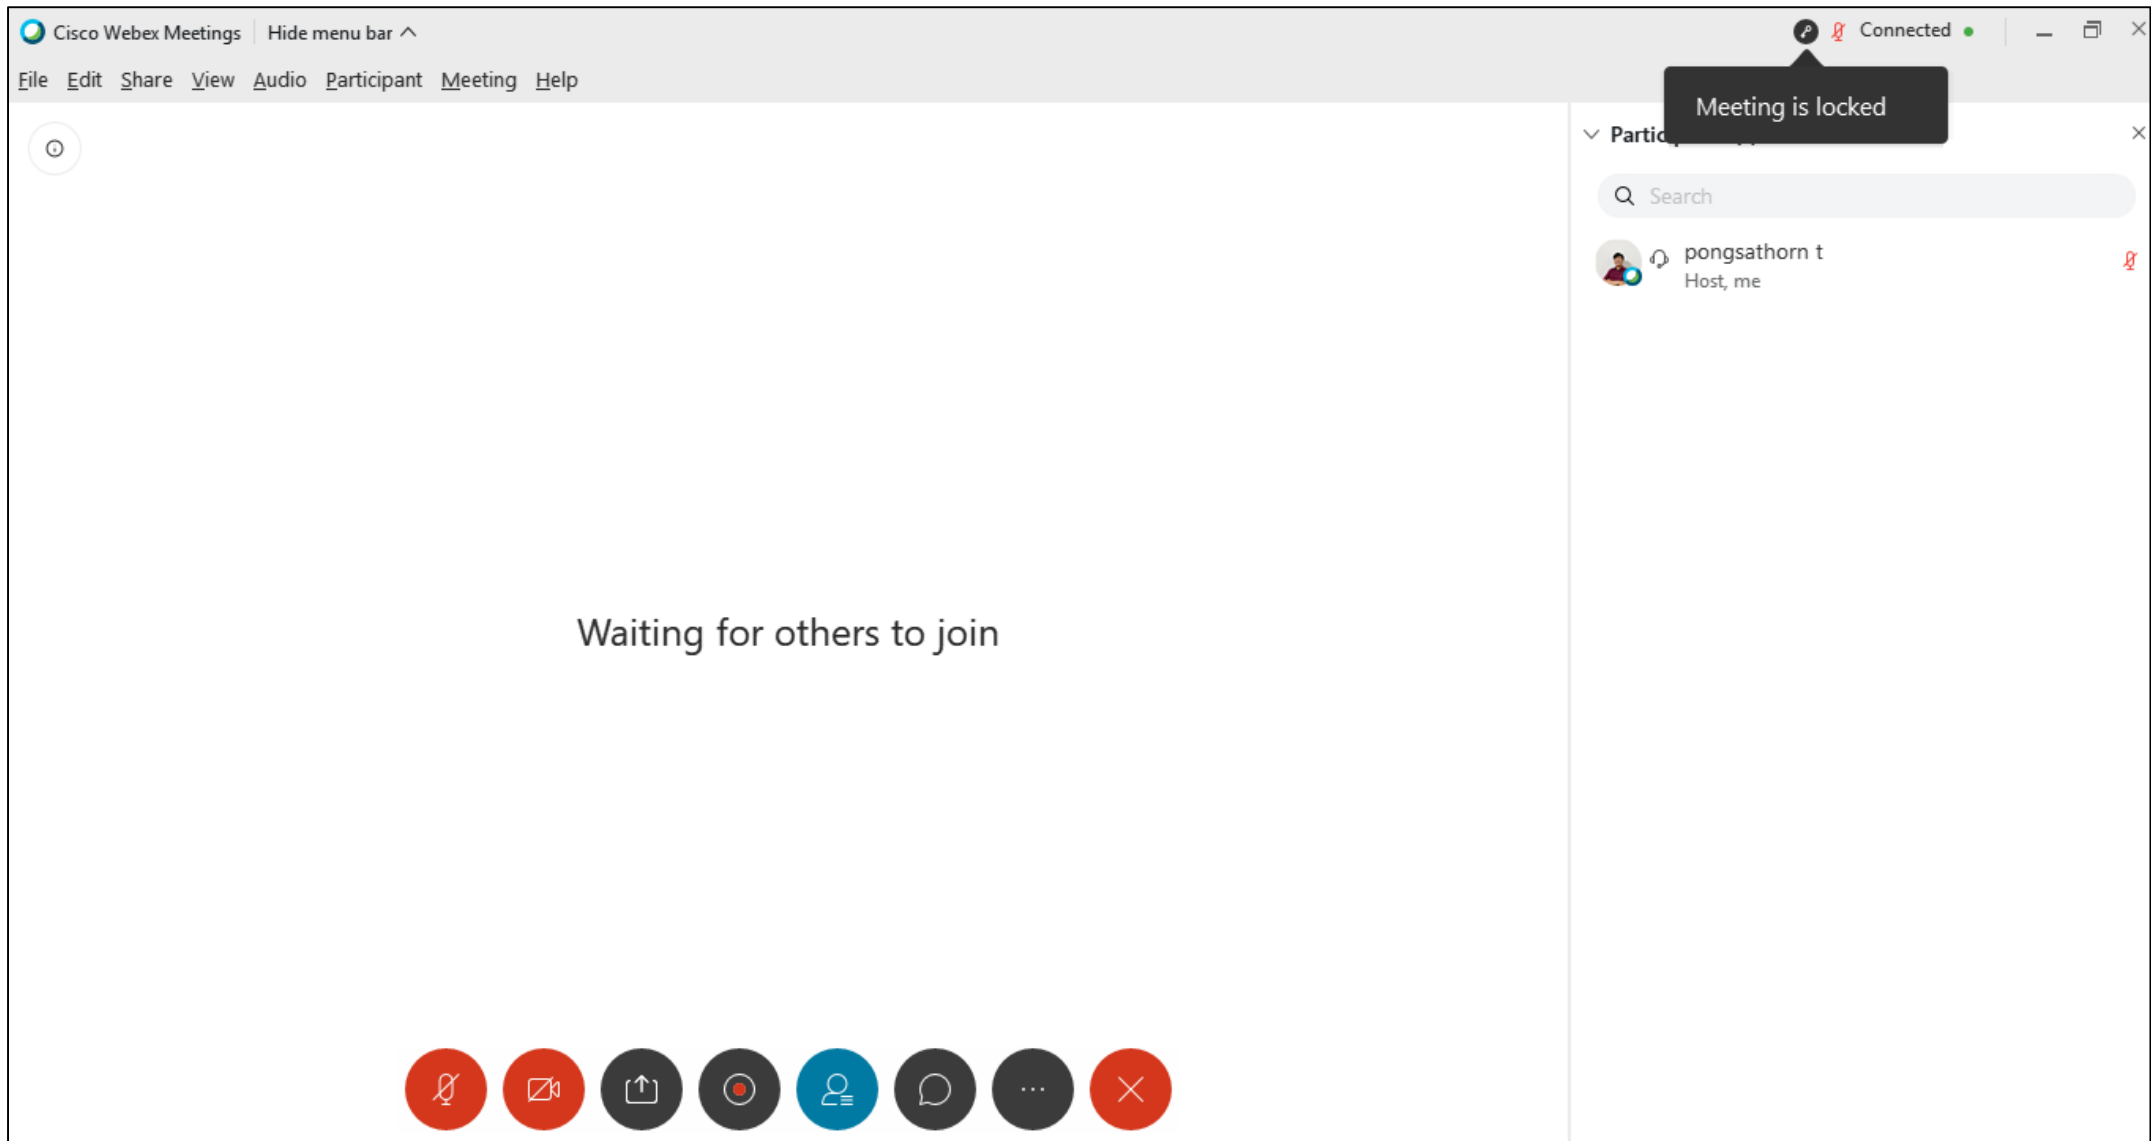 Cisco Webex Meetings Hide menu bar
Connected
File Edit Share View Audio Participant Meeting Help
Meeting is locked
Search
pongsathorn t
Host, me
Waiting for others to join